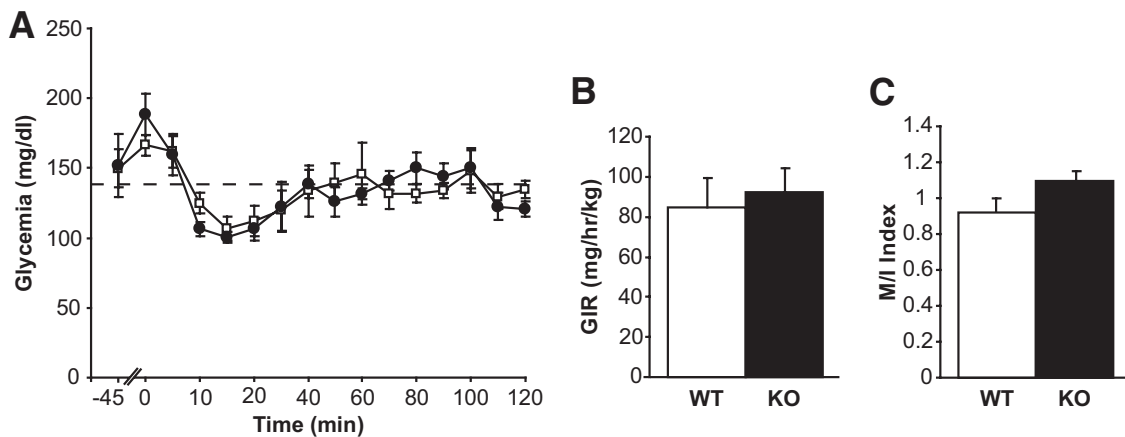 A
Glycemia (mg/dl)
250
200
150
100
50
0
-45 0 10 20 40 60 80 100 120
Time (min)
B
GIR (mg/hr/kg)
120
100
80
60
40
20
0
WT KO
C
M/I Index
1.4
1.2
1
0.8
0.6
0.4
0.2
0
WT KO